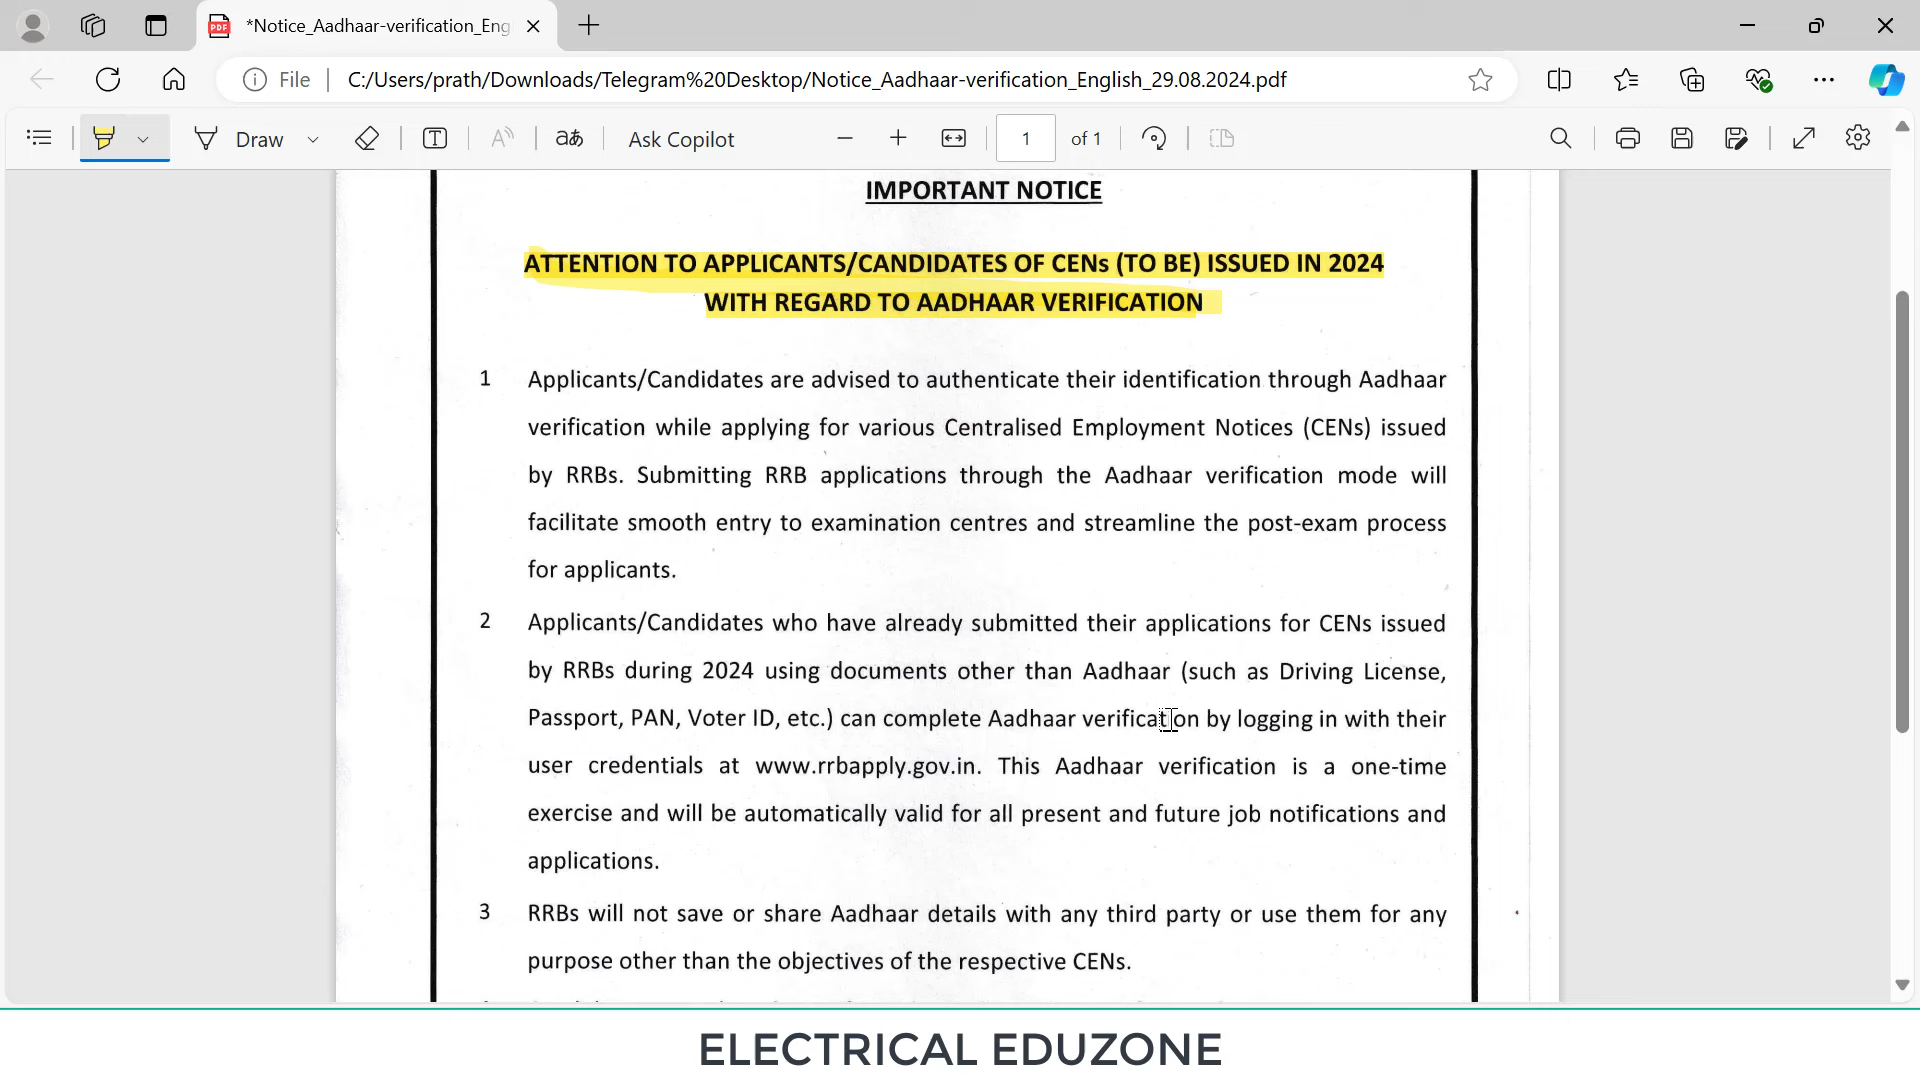 *Notice_Aadhaar-verification_Eng
File
C:/Users/prath/Downloads/Telegram%20Desktop/Notice_Aadhaar-verification_English_29.08.2024.pdf
Draw
aあ
Ask Copilot
1 of 1
IMPORTANT NOTICE
ATTENTION TO APPLICANTS/CANDIDATES OF CENs (TO BE) ISSUED IN 2024
WITH REGARD TO AADHAAR VERIFICATION
1 Applicants/Candidates are advised to authenticate their identification through Aadhaar
verification while applying for various Centralised Employment Notices (CENs) issued
by RRBs. Submitting RRB applications through the Aadhaar verification mode will
facilitate smooth entry to examination centres and streamline the post-exam process
for applicants.
2 Applicants/Candidates who have already submitted their applications for CENs issued
by RRBs during 2024 using documents other than Aadhaar (such as Driving License,
Passport, PAN, Voter ID, etc.) can complete Aadhaar verification by logging in with their
user credentials at www.rrbapply.gov.in. This Aadhaar verification is a one-time
exercise and will be automatically valid for all present and future job notifications and
applications.
3 RRBs will not save or share Aadhaar details with any third party or use them for any
purpose other than the objectives of the respective CENs.
ELECTRICAL EDUZONE